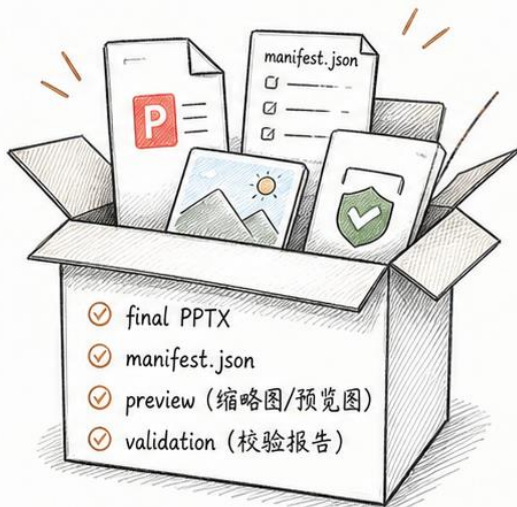 P
manifest.json
final PPTX
manifest.json
preview (缩略图/预览图)
validation (校验报告)